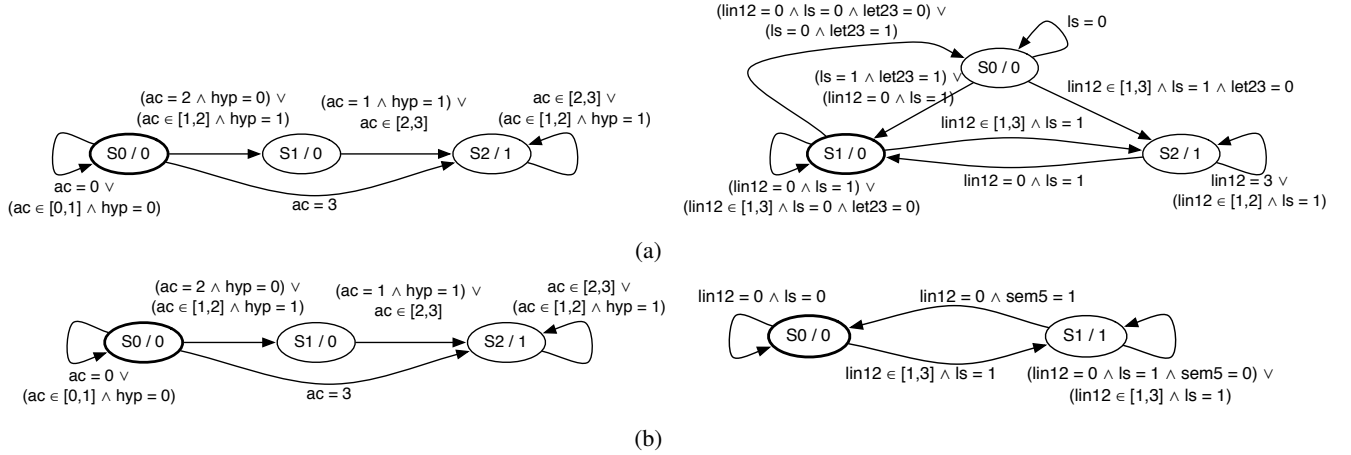 (ac = 2 ∧ hyp = 0) ∨
(ac ∈ [1,2] ∧ hyp = 1)
(ac = 1 ∧ hyp = 1) ∨
ac ∈ [2,3]
ac ∈ [2,3] ∨
(ac ∈ [1,2] ∧ hyp = 1)
S0 / 0
S1 / 0
S2 / 1
ac = 0 ∨
(ac ∈ [0,1] ∧ hyp = 0)
ac = 3
(lin12 = 0 ∧ ls = 0 ∧ let23 = 0) ∨
(ls = 0 ∧ let23 = 1)
ls = 0
S0 / 0
(ls = 1 ∧ let23 = 1) ∨
(lin12 = 0 ∧ ls = 1)
lin12 ∈ [1,3] ∧ ls = 1 ∧ let23 = 0
lin12 ∈ [1,3] ∧ ls = 1
S1 / 0
S2 / 1
lin12 = 0 ∧ ls = 1
(lin12 = 0 ∧ ls = 1) ∨
(lin12 ∈ [1,3] ∧ ls = 0 ∧ let23 = 0)
lin12 = 3 ∨
(lin12 ∈ [1,2] ∧ ls = 1)
(a)
(ac = 2 ∧ hyp = 0) ∨
(ac ∈ [1,2] ∧ hyp = 1)
(ac = 1 ∧ hyp = 1) ∨
ac ∈ [2,3]
ac ∈ [2,3] ∨
(ac ∈ [1,2] ∧ hyp = 1)
S0 / 0
S1 / 0
S2 / 1
ac = 0 ∨
(ac ∈ [0,1] ∧ hyp = 0)
ac = 3
lin12 = 0 ∧ ls = 0
lin12 = 0 ∧ sem5 = 1
S0 / 0
S1 / 1
lin12 ∈ [1,3] ∧ ls = 1
(lin12 = 0 ∧ ls = 1 ∧ sem5 = 0) ∨
(lin12 ∈ [1,3] ∧ ls = 1)
(b)